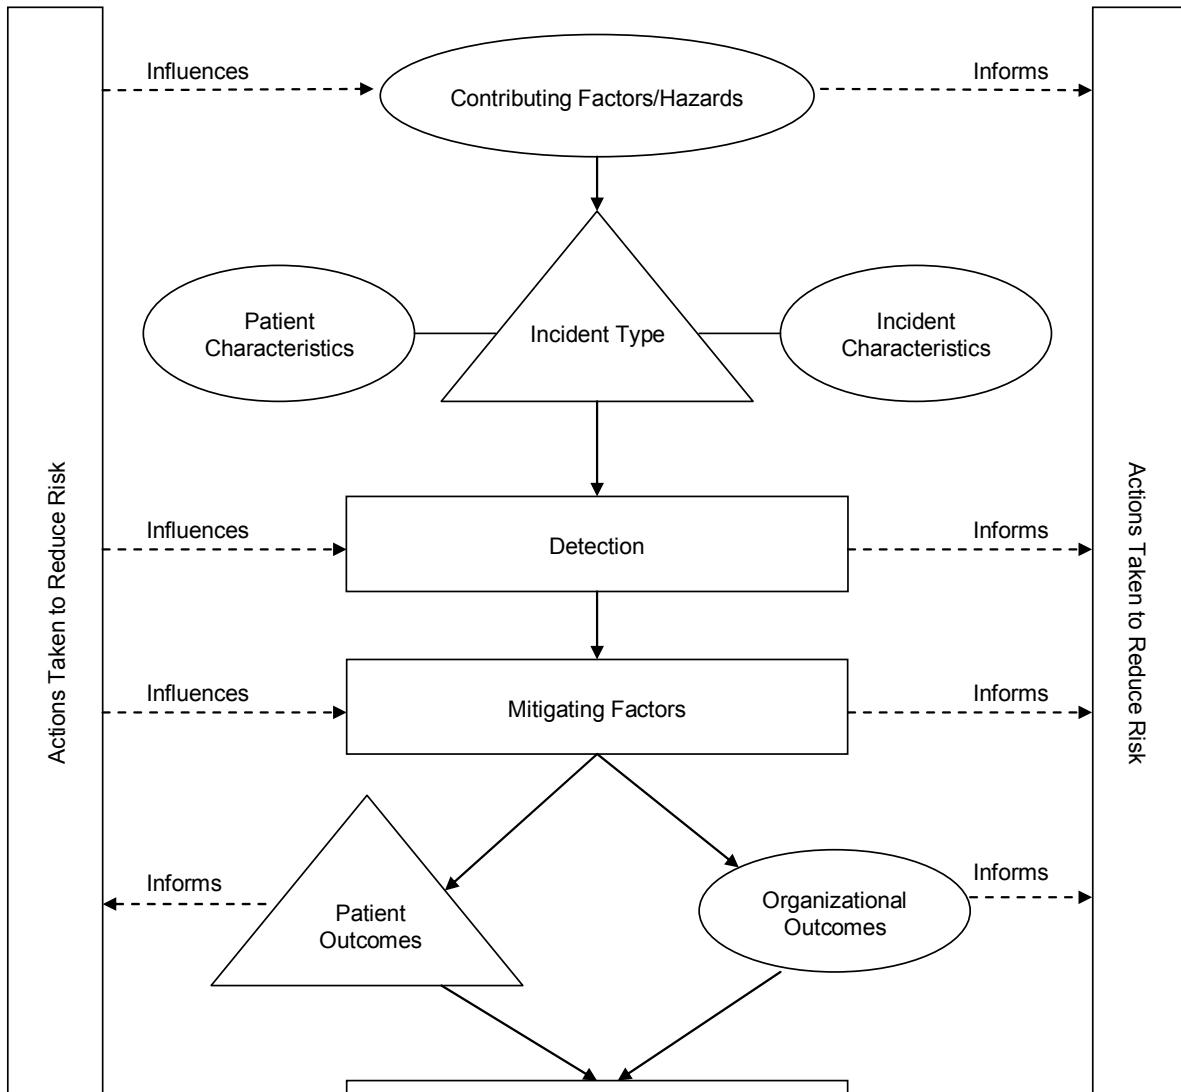 Influences
Contributing Factors/Hazards
Informs
Patient
Characteristics
Incident Type
Incident
Characteristics
Actions Taken to Reduce Risk
Actions Taken to Reduce Risk
Influences
Detection
Informs
Influences
Mitigating Factors
Informs
Informs
Patient
Outcomes
Organizational
Outcomes
Informs